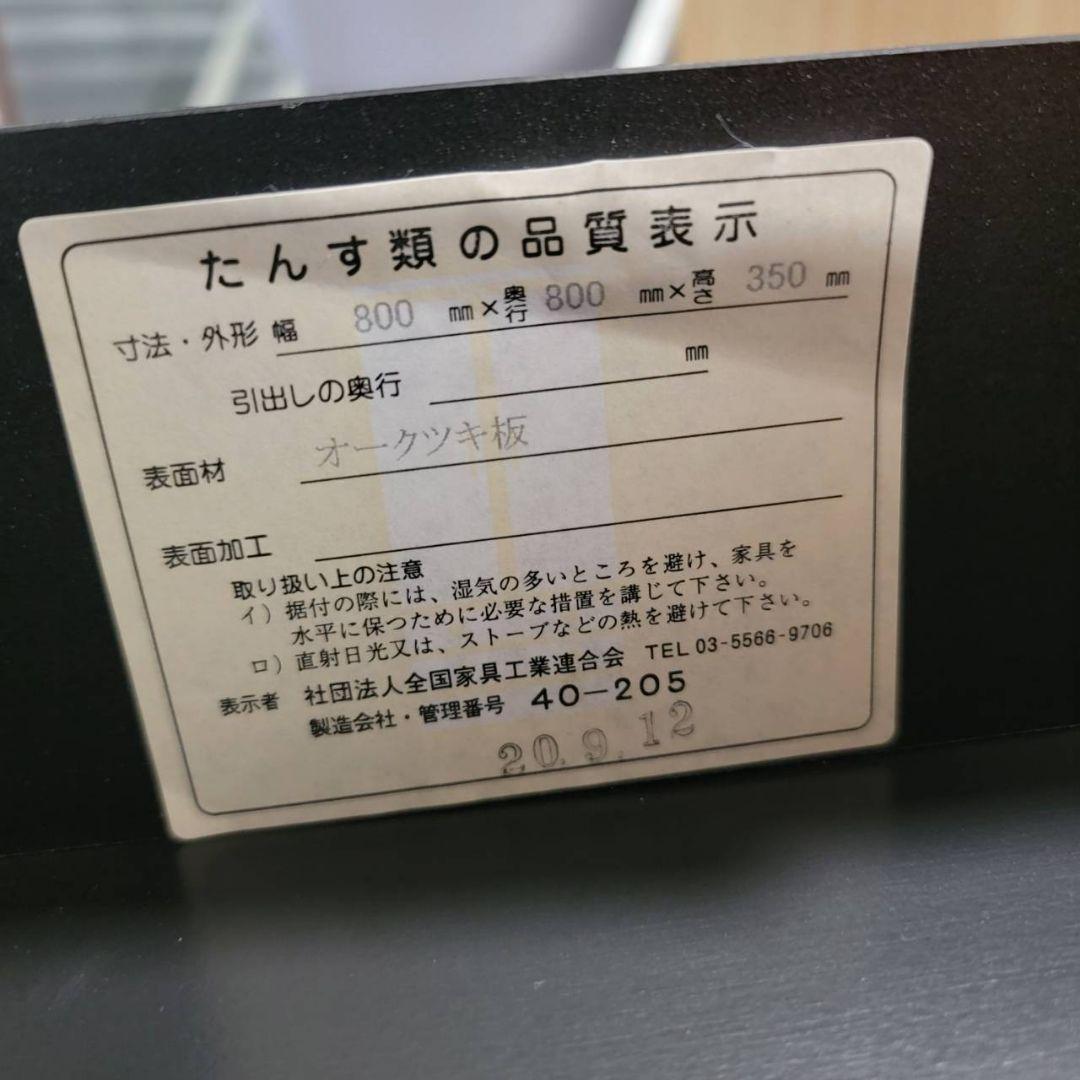 たんす類の品質表示
寸法・外形 幅 800 mm×奥行 800 mm×高さ 350 mm
引出しの奥行 mm
表面材 オークツキ板
表面加工
取り扱い上の注意
イ）据付の際には、湿気の多いところを避け、家具を
水平に保つために必要な措置を講じて下さい。
ロ）直射日光又は、ストーブなどの熱を避けて下さい。
表示者 社団法人全国家具工業連合会 TEL 03-5566-9706
製造会社・管理番号 40－205
20.9.12